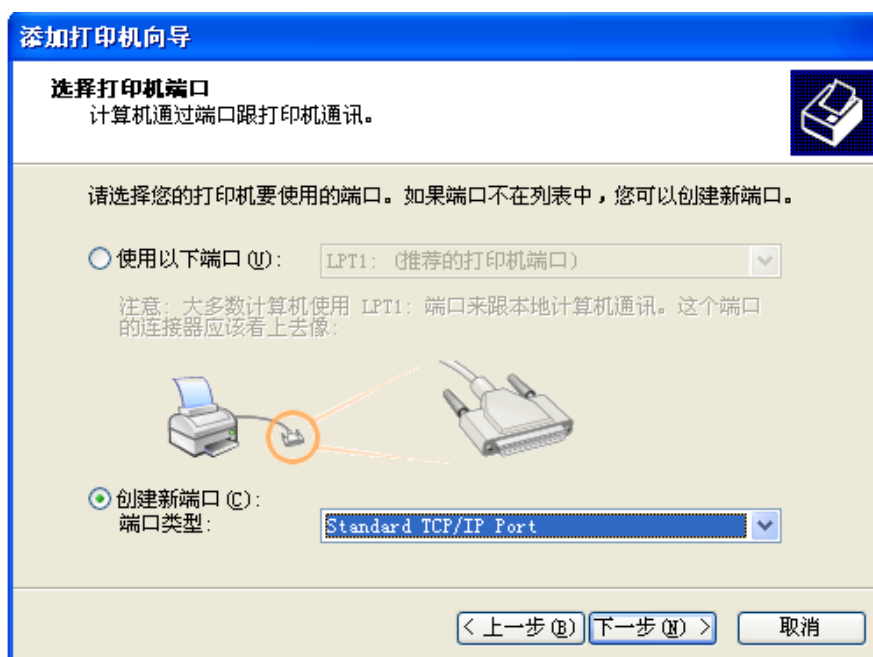 添加打印机向导
选择打印机端口
计算机通过端口跟打印机通讯。
请选择您的打印机要使用的端口。如果端口不在列表中，您可以创建新端口。
使用以下端口(U)： LPT1: (推荐的打印机端口)
注意: 大多数计算机使用 LPT1: 端口来跟本地计算机通讯。这个端口
的连接器应该看上去像:
创建新端口(C):
端口类型: Standard TCP/IP Port
< 上一步(B) 下一步(N) > 取消